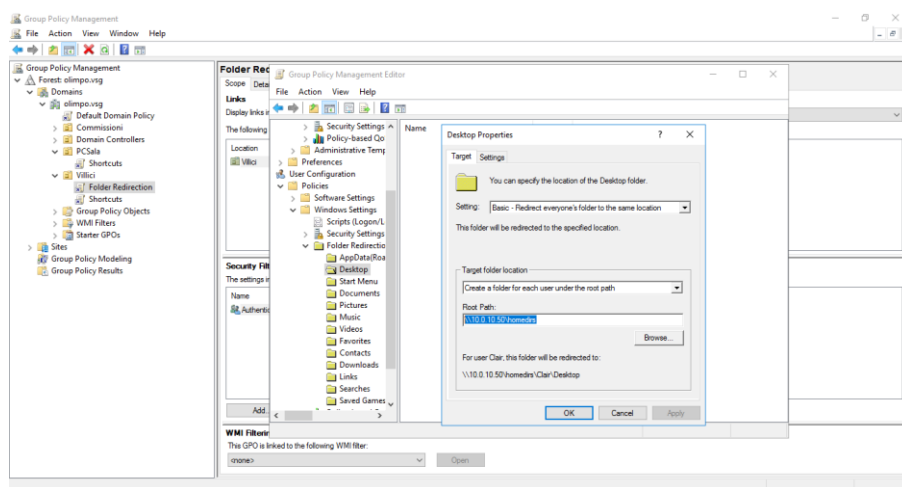 Group Policy Management
File Action View Window Help
Group Policy Management
Forest: olimpo.vsg
Domains
olimpo.vsg
Default Domain Policy
Commissioni
Domain Controllers
PCSala
Shortcuts
Villici
Folder Redirection
Shortcuts
Group Policy Objects
WMI Filters
Starter GPOs
Sites
Group Policy Modeling
Group Policy Results
Folder Rec
Scope Deta
Links
Display links i
The following
Location
Villici
Security Filt
The settings i
Name
Authentic
Add..
WMI Filterin
This GPO is linked to the following WMI filter:
<none>
Open
Group Policy Management Editor
File Action View Help
Security Settings
Policy-based Qo
Administrative Temp
Preferences
User Configuration
Policies
Software Settings
Windows Settings
Scripts (Logon/L
Security Settings
Folder Redirectio
AppData(Roa
Desktop
Start Menu
Documents
Pictures
Music
Videos
Favorites
Contacts
Downloads
Links
Searches
Saved Games
Name
Desktop Properties
? X
Target Settings
You can specify the location of the Desktop folder.
Setting: Basic - Redirect everyone's folder to the same location
This folder will be redirected to the specified location.
Target folder location
Create a folder for each user under the root path
Root Path:
\\10.0.10.50\homedirs
Browse...
For user Clair, this folder will be redirected to:
\\10.0.10.50\homedirs\Clair\Desktop
OK Cancel Apply